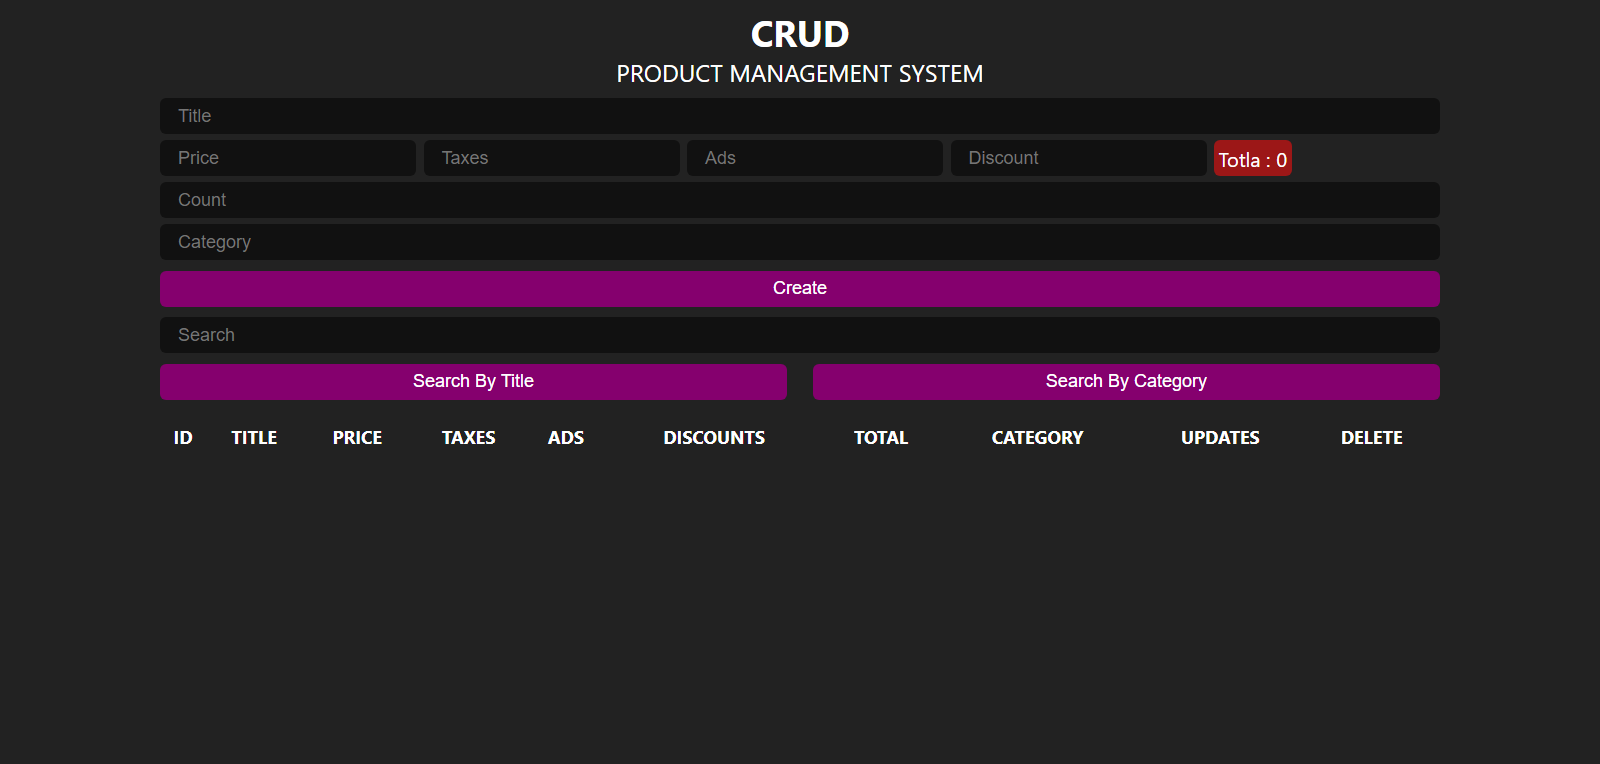 CRUD
PRODUCT MANAGEMENT SYSTEM
Title
Price Taxes Ads Discount Totla : 0
Count
Category
Create
Search
Search By Title Search By Category
ID TITLE PRICE TAXES ADS DISCOUNTS TOTAL CATEGORY UPDATES DELETE